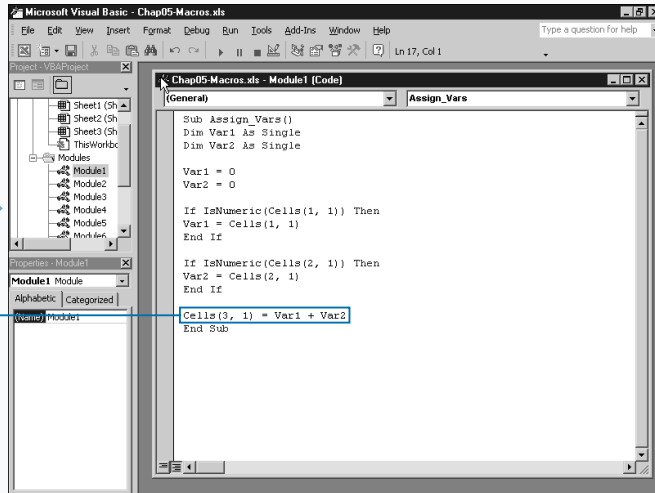 Microsoft Visual Basic - Chap05-Macros.xls
File Edit View Insert Format Debug Run Tools Add-Ins Window Help
Type a question for help
Ln 17, Col 1
Project - VBAProject
Sheet1 (Sh
Sheet2 (Sh
Sheet3 (Sh
ThisWorkbo
Modules
Module1
Module2
Module3
Module4
Module5
Module6
Properties - Module1
Module1 Module
Alphabetic Categorized
(Name) Module1
Chap05-Macros.xls - Module1 (Code)
(General) Assign_Vars
Sub Assign_Vars()
Dim Var1 As Single
Dim Var2 As Single
Var1 = 0
Var2 = 0
If IsNumeric(Cells(1, 1)) Then
Var1 = Cells(1, 1)
End If
If IsNumeric(Cells(2, 1)) Then
Var2 = Cells(2, 1)
End If
Cells(3, 1) = Var1 + Var2
End Sub